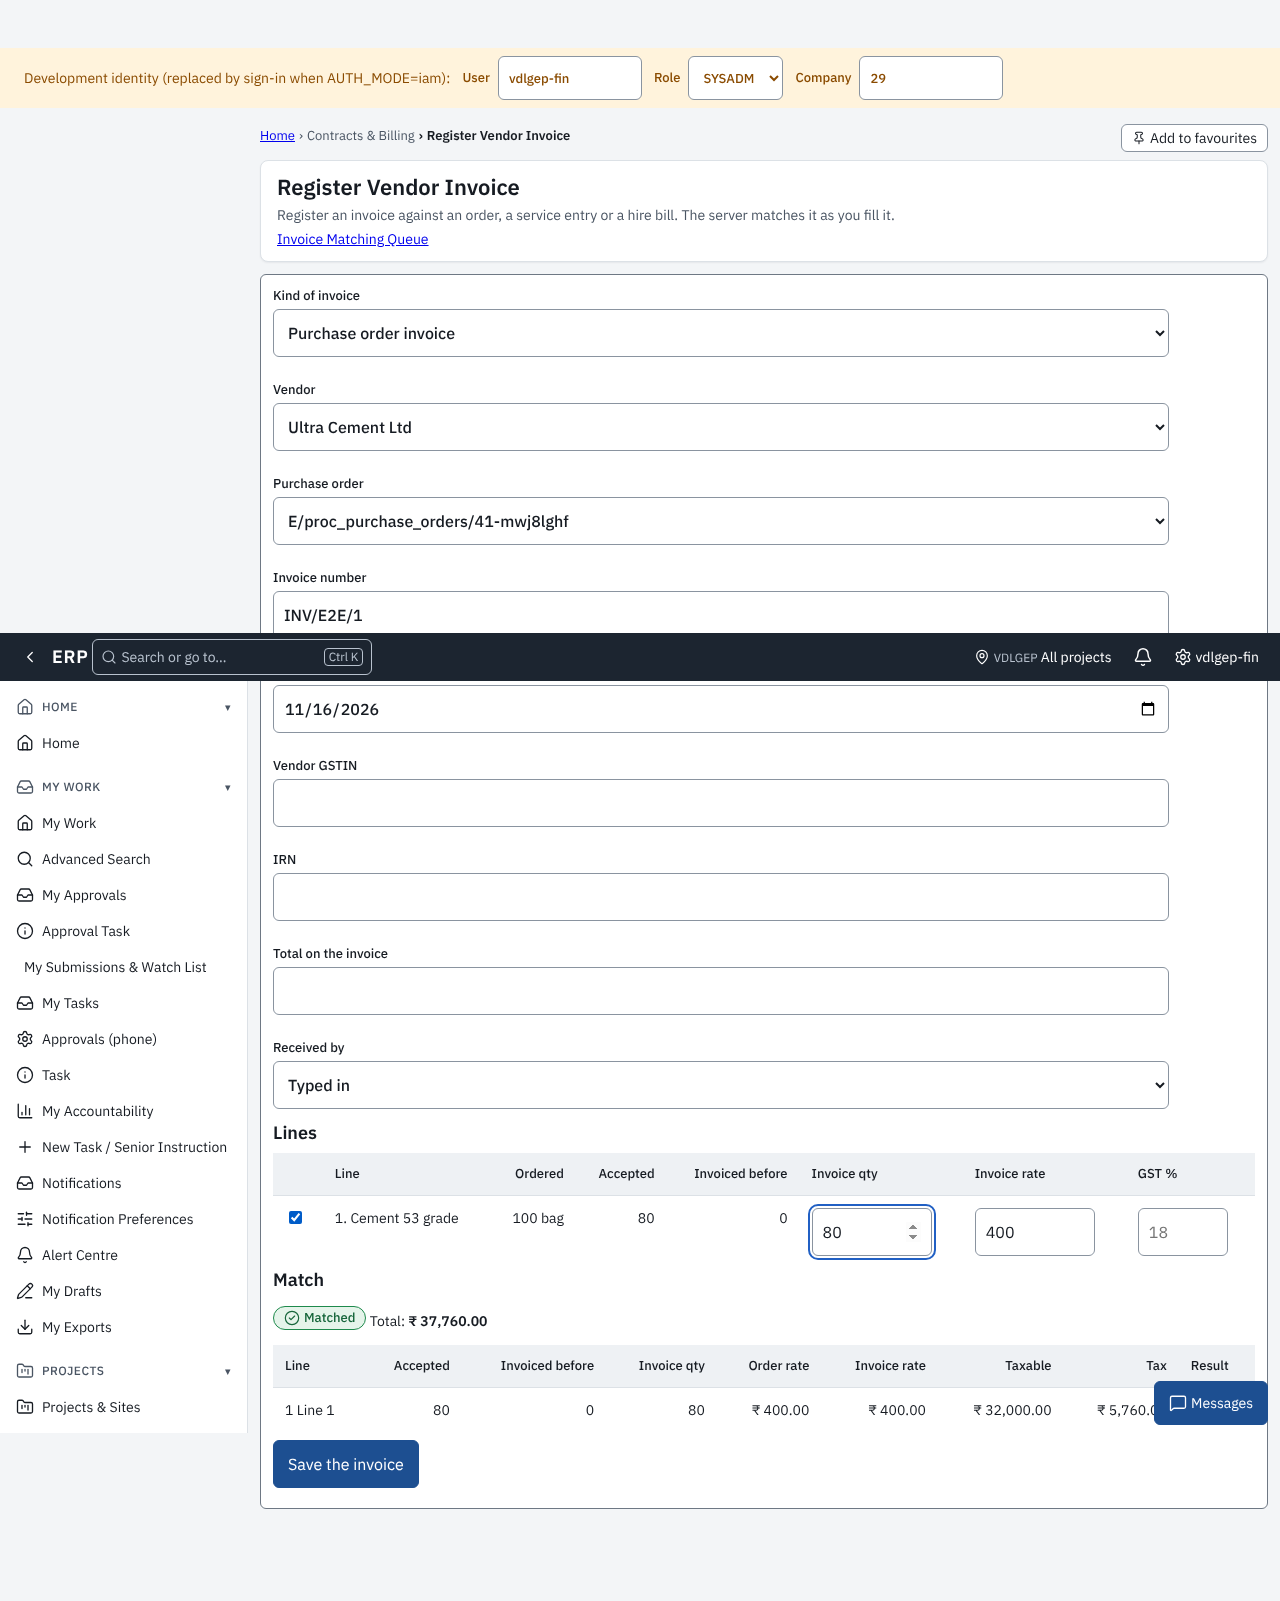 Development identity (replaced by sign-in when AUTH_MODE=iam): User vdlgep-fin Role SYSADM Company 29
Home › Contracts & Billing › Register Vendor Invoice
Add to favourites
Register Vendor Invoice
Register an invoice against an order, a service entry or a hire bill. The server matches it as you fill it.
Invoice Matching Queue
Kind of invoice
Purchase order invoice
Vendor
Ultra Cement Ltd
Purchase order
E/proc_purchase_orders/41-mwj8lghf
Invoice number
INV/E2E/1
ERP Search or go to... Ctrl K VDLGEP All projects vdlgep-fin
HOME
Home
MY WORK
My Work
Advanced Search
My Approvals
Approval Task
My Submissions & Watch List
My Tasks
Approvals (phone)
Task
My Accountability
New Task / Senior Instruction
Notifications
Notification Preferences
Alert Centre
My Drafts
My Exports
PROJECTS
Projects & Sites
11/16/2026
Vendor GSTIN
IRN
Total on the invoice
Received by
Typed in
Lines
Line Ordered Accepted Invoiced before Invoice qty Invoice rate GST %
1. Cement 53 grade 100 bag 80 0 80 400 18
Match
Matched Total: ₹ 37,760.00
Line Accepted Invoiced before Invoice qty Order rate Invoice rate Taxable Tax Result
1 Line 1 80 0 80 ₹ 400.00 ₹ 400.00 ₹ 32,000.00 ₹ 5,760.0
Messages
Save the invoice